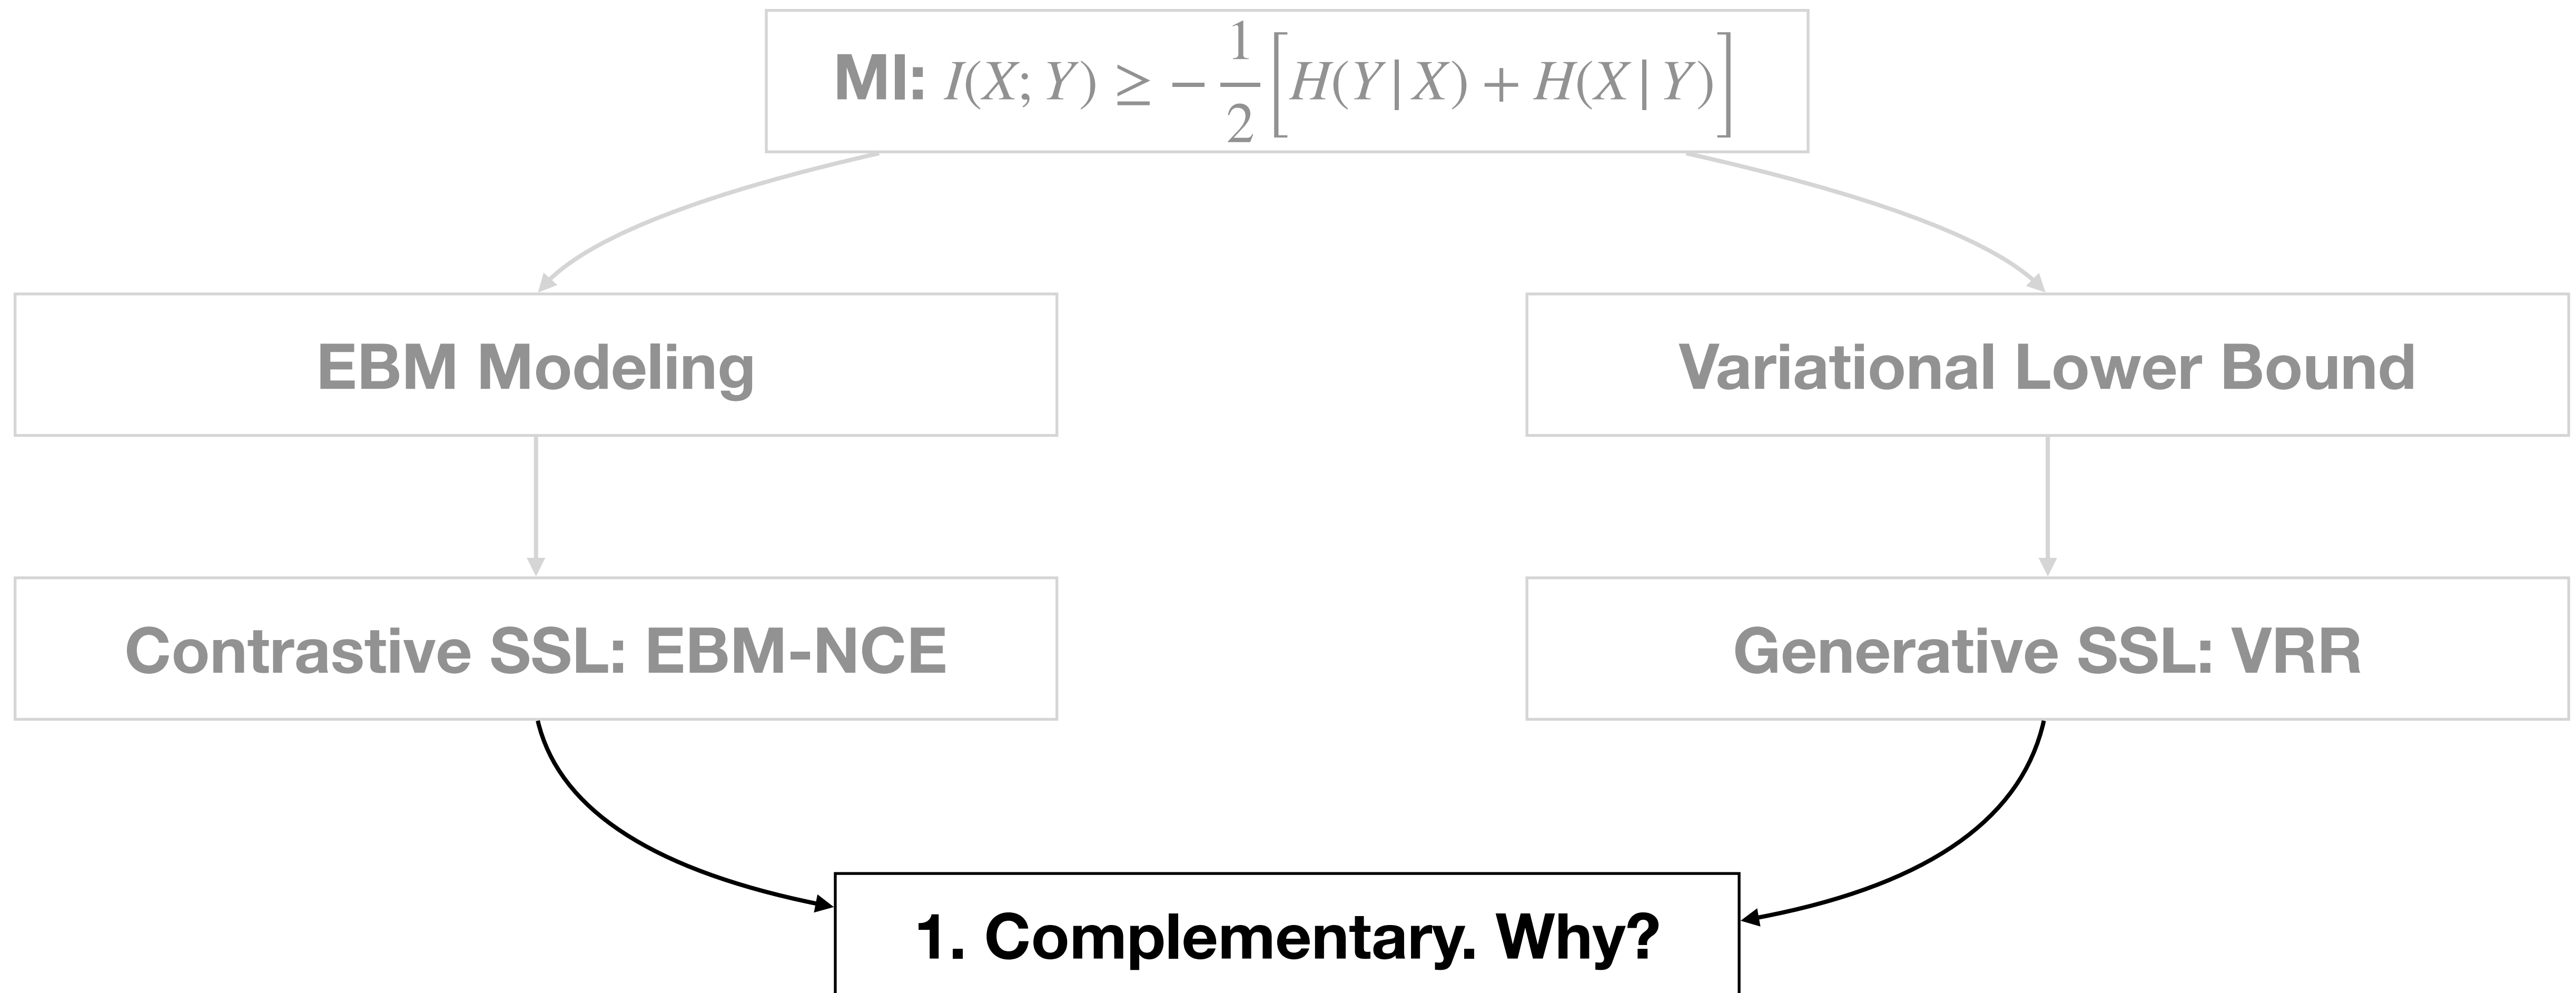 MI: I(X; Y) ≥ −1/2[H(Y|X) + H(X|Y)]
EBM Modeling
Variational Lower Bound
Contrastive SSL: EBM-NCE
Generative SSL: VRR
1. Complementary. Why?